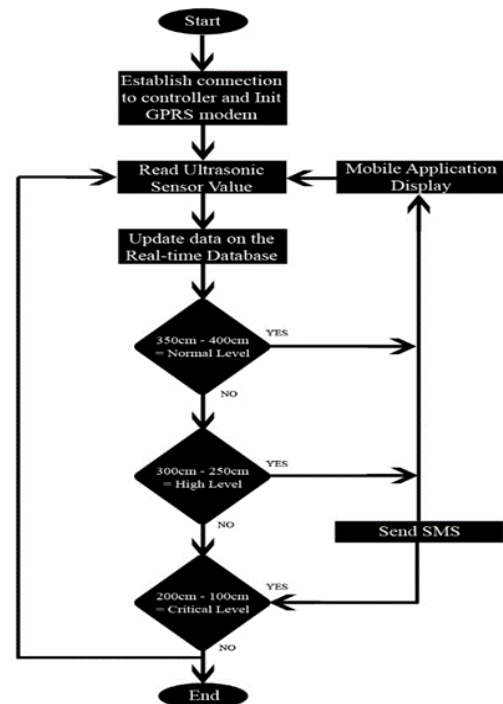 Start
Establish connection
to controller and Init
GPRS modem
Read Ultrasonic
Sensor Value
Mobile Application
Display
Update data on the
Real-time Database
350cm - 400cm
= Normal Level
YES
NO
300cm - 250cm
= High Level
YES
NO
Send SMS
200cm - 100cm
= Critical Level
YES
NO
End